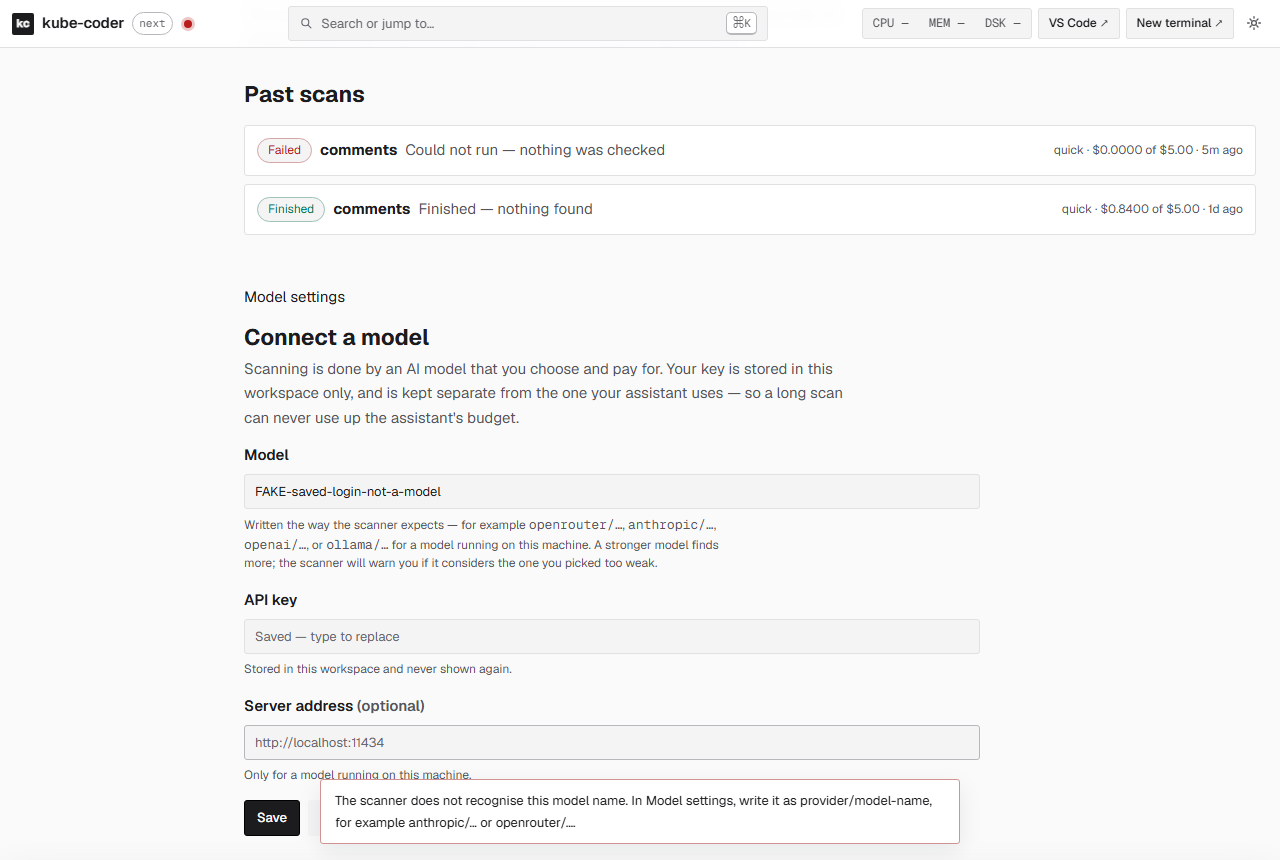 kc kube-coder next
Search or jump to... ⌘K
CPU — MEM — DSK —
VS Code ↗
New terminal ↗
Past scans
Failed comments Could not run — nothing was checked quick · $0.0000 of $5.00 · 5m ago
Finished comments Finished — nothing found quick · $0.8400 of $5.00 · 1d ago
Model settings
Connect a model
Scanning is done by an AI model that you choose and pay for. Your key is stored in this
workspace only, and is kept separate from the one your assistant uses — so a long scan
can never use up the assistant's budget.
Model
FAKE-saved-login-not-a-model
Written the way the scanner expects — for example openrouter/…, anthropic/…,
openai/…, or ollama/… for a model running on this machine. A stronger model finds
more; the scanner will warn you if it considers the one you picked too weak.
API key
Saved — type to replace
Stored in this workspace and never shown again.
Server address (optional)
http://localhost:11434
Only for a model running on this machine.
Save
The scanner does not recognise this model name. In Model settings, write it as provider/model-name,
for example anthropic/… or openrouter/….